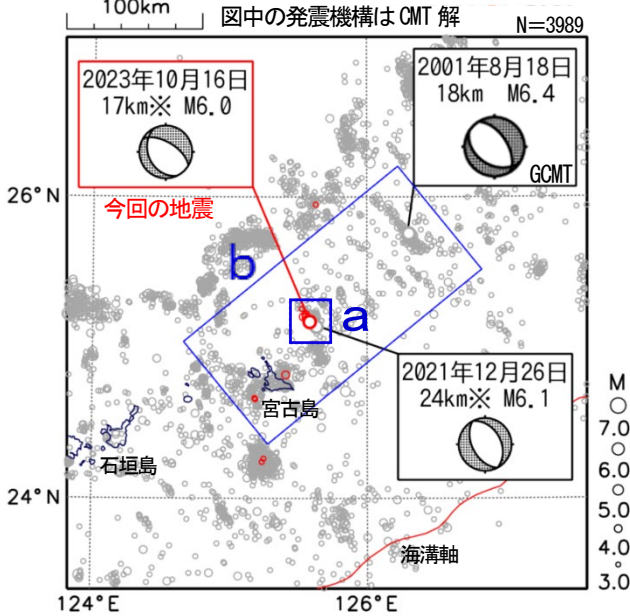 100km
図中の発震機構は CMT 解
N=3989
2023年10月16日
17km※ M6.0
今回の地震
2001年8月18日
18km M6.4
GCMT
26°N
b
a
2021年12月26日
24km※ M6.1
宮古島
石垣島
24°N
海溝軸
124°E
126°E
M
7.0
6.0
5.0
4.0
3.0